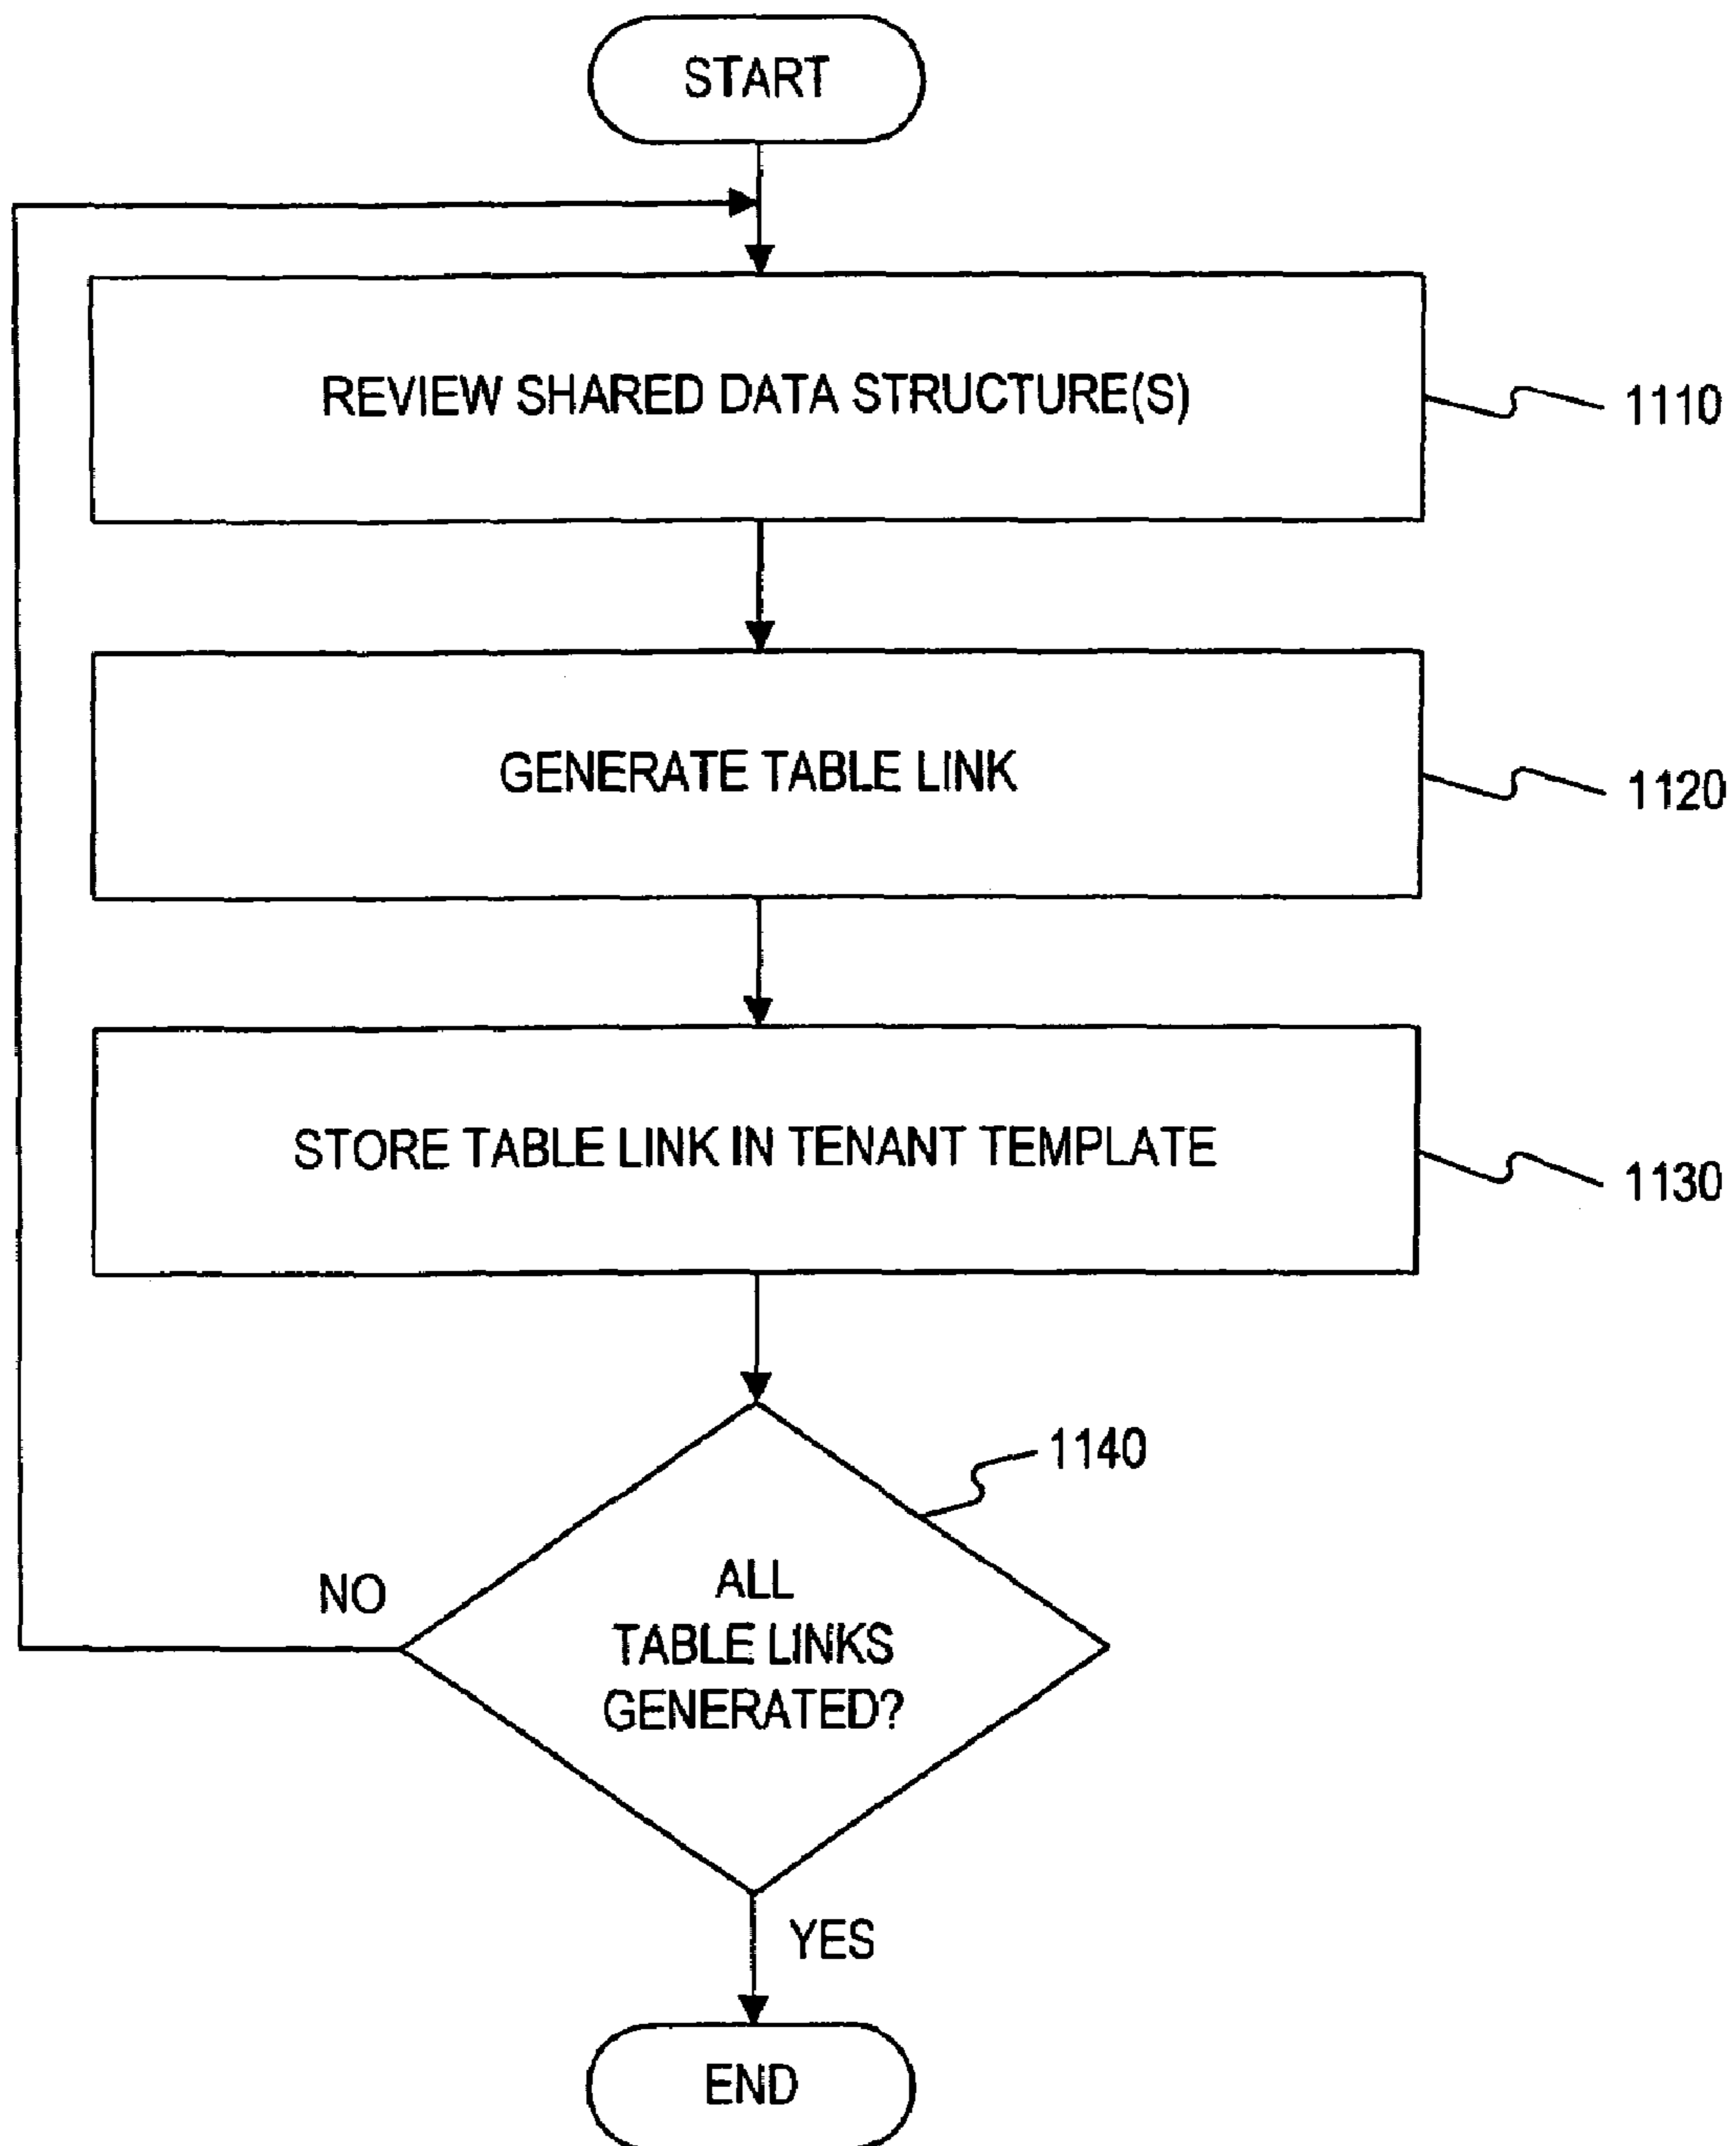 START
REVIEW SHARED DATA STRUCTURE(S)
1110
GENERATE TABLE LINK
1120
STORE TABLE LINK IN TENANT TEMPLATE
1130
1140
ALL
TABLE LINKS
GENERATED?
NO
YES
END